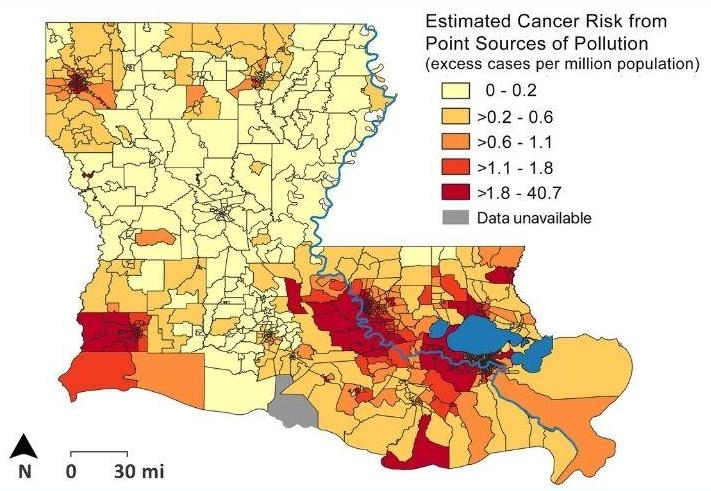 Estimated Cancer Risk from
Point Sources of Pollution
(excess cases per million population)
0 - 0.2
>0.2 - 0.6
>0.6 - 1.1
>1.1 - 1.8
>1.8 - 40.7
Data unavailable
N 0 30 mi